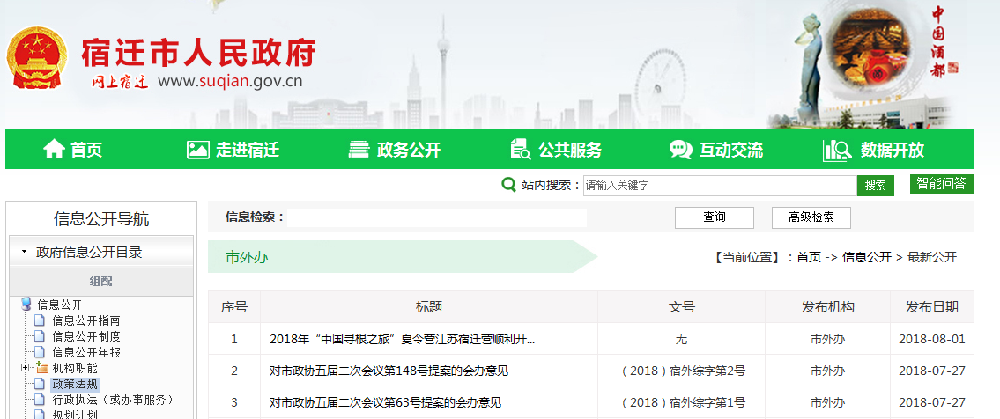 宿迁市人民政府
网上宿迁 www.suqian.gov.cn
中国酒都
酒
首页 走进宿迁 政务公开 公共服务 互动交流 数据开放
站内搜索： 请输入关键字 搜索 智能问答
信息公开导航
政府信息公开目录
组配
信息公开
信息公开指南
信息公开制度
信息公开年报
机构职能
政策法规
行政执法（或办事服务）
规划计划
信息检索： 查询 高级检索
市外办 【当前位置】：首页 -> 信息公开 > 最新公开
序号 标题 文号 发布机构 发布日期
1 2018年“中国寻根之旅”夏令营江苏宿迁营顺利开... 无 市外办 2018-08-01
2 对市政协五届二次会议第148号提案的会办意见 （2018）宿外综字第2号 市外办 2018-07-27
3 对市政协五届二次会议第63号提案的会办意见 （2018）宿外综字第1号 市外办 2018-07-27